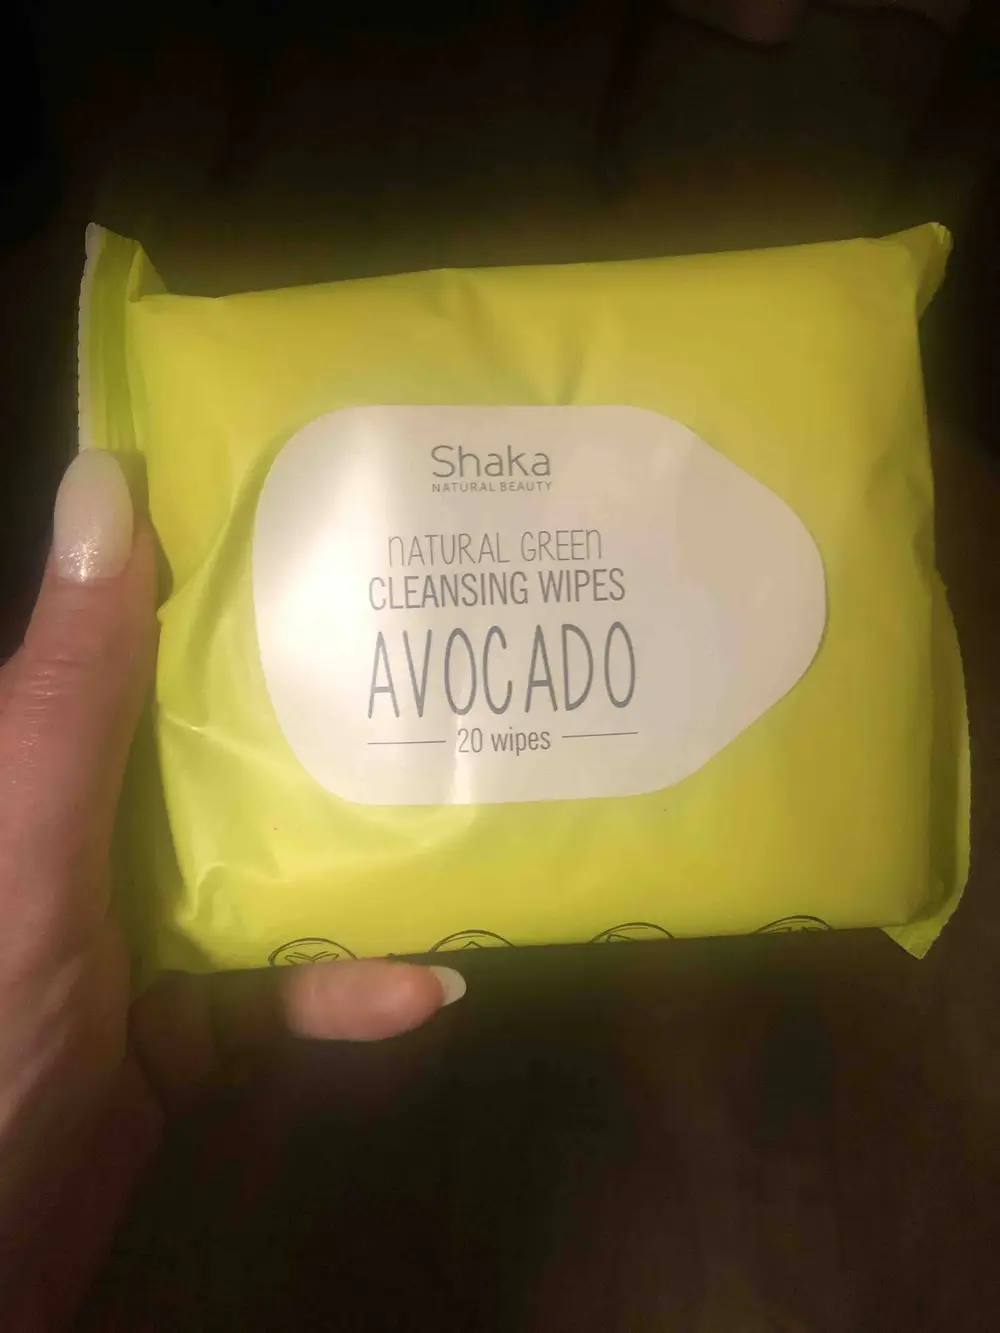 Shaka
NATURAL BEAUTY
NATURAL GREEN
CLEANSING WIPES
AVOCADO
20 wipes